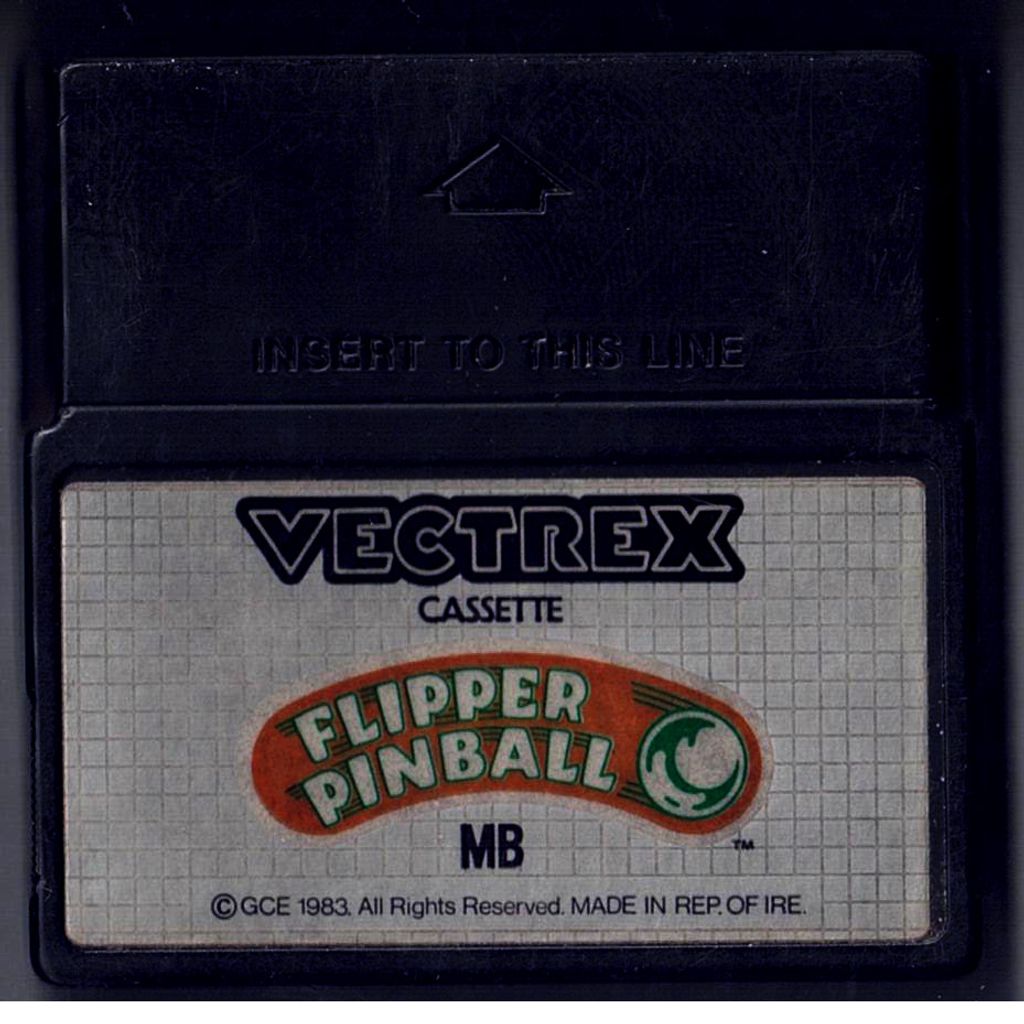 INSERT TO THIS LINE
VECTREX
CASSETTE
FLIPPER
PINBALL
MB
TM
©GCE 1983. All Rights Reserved. MADE IN REP. OF IRE.